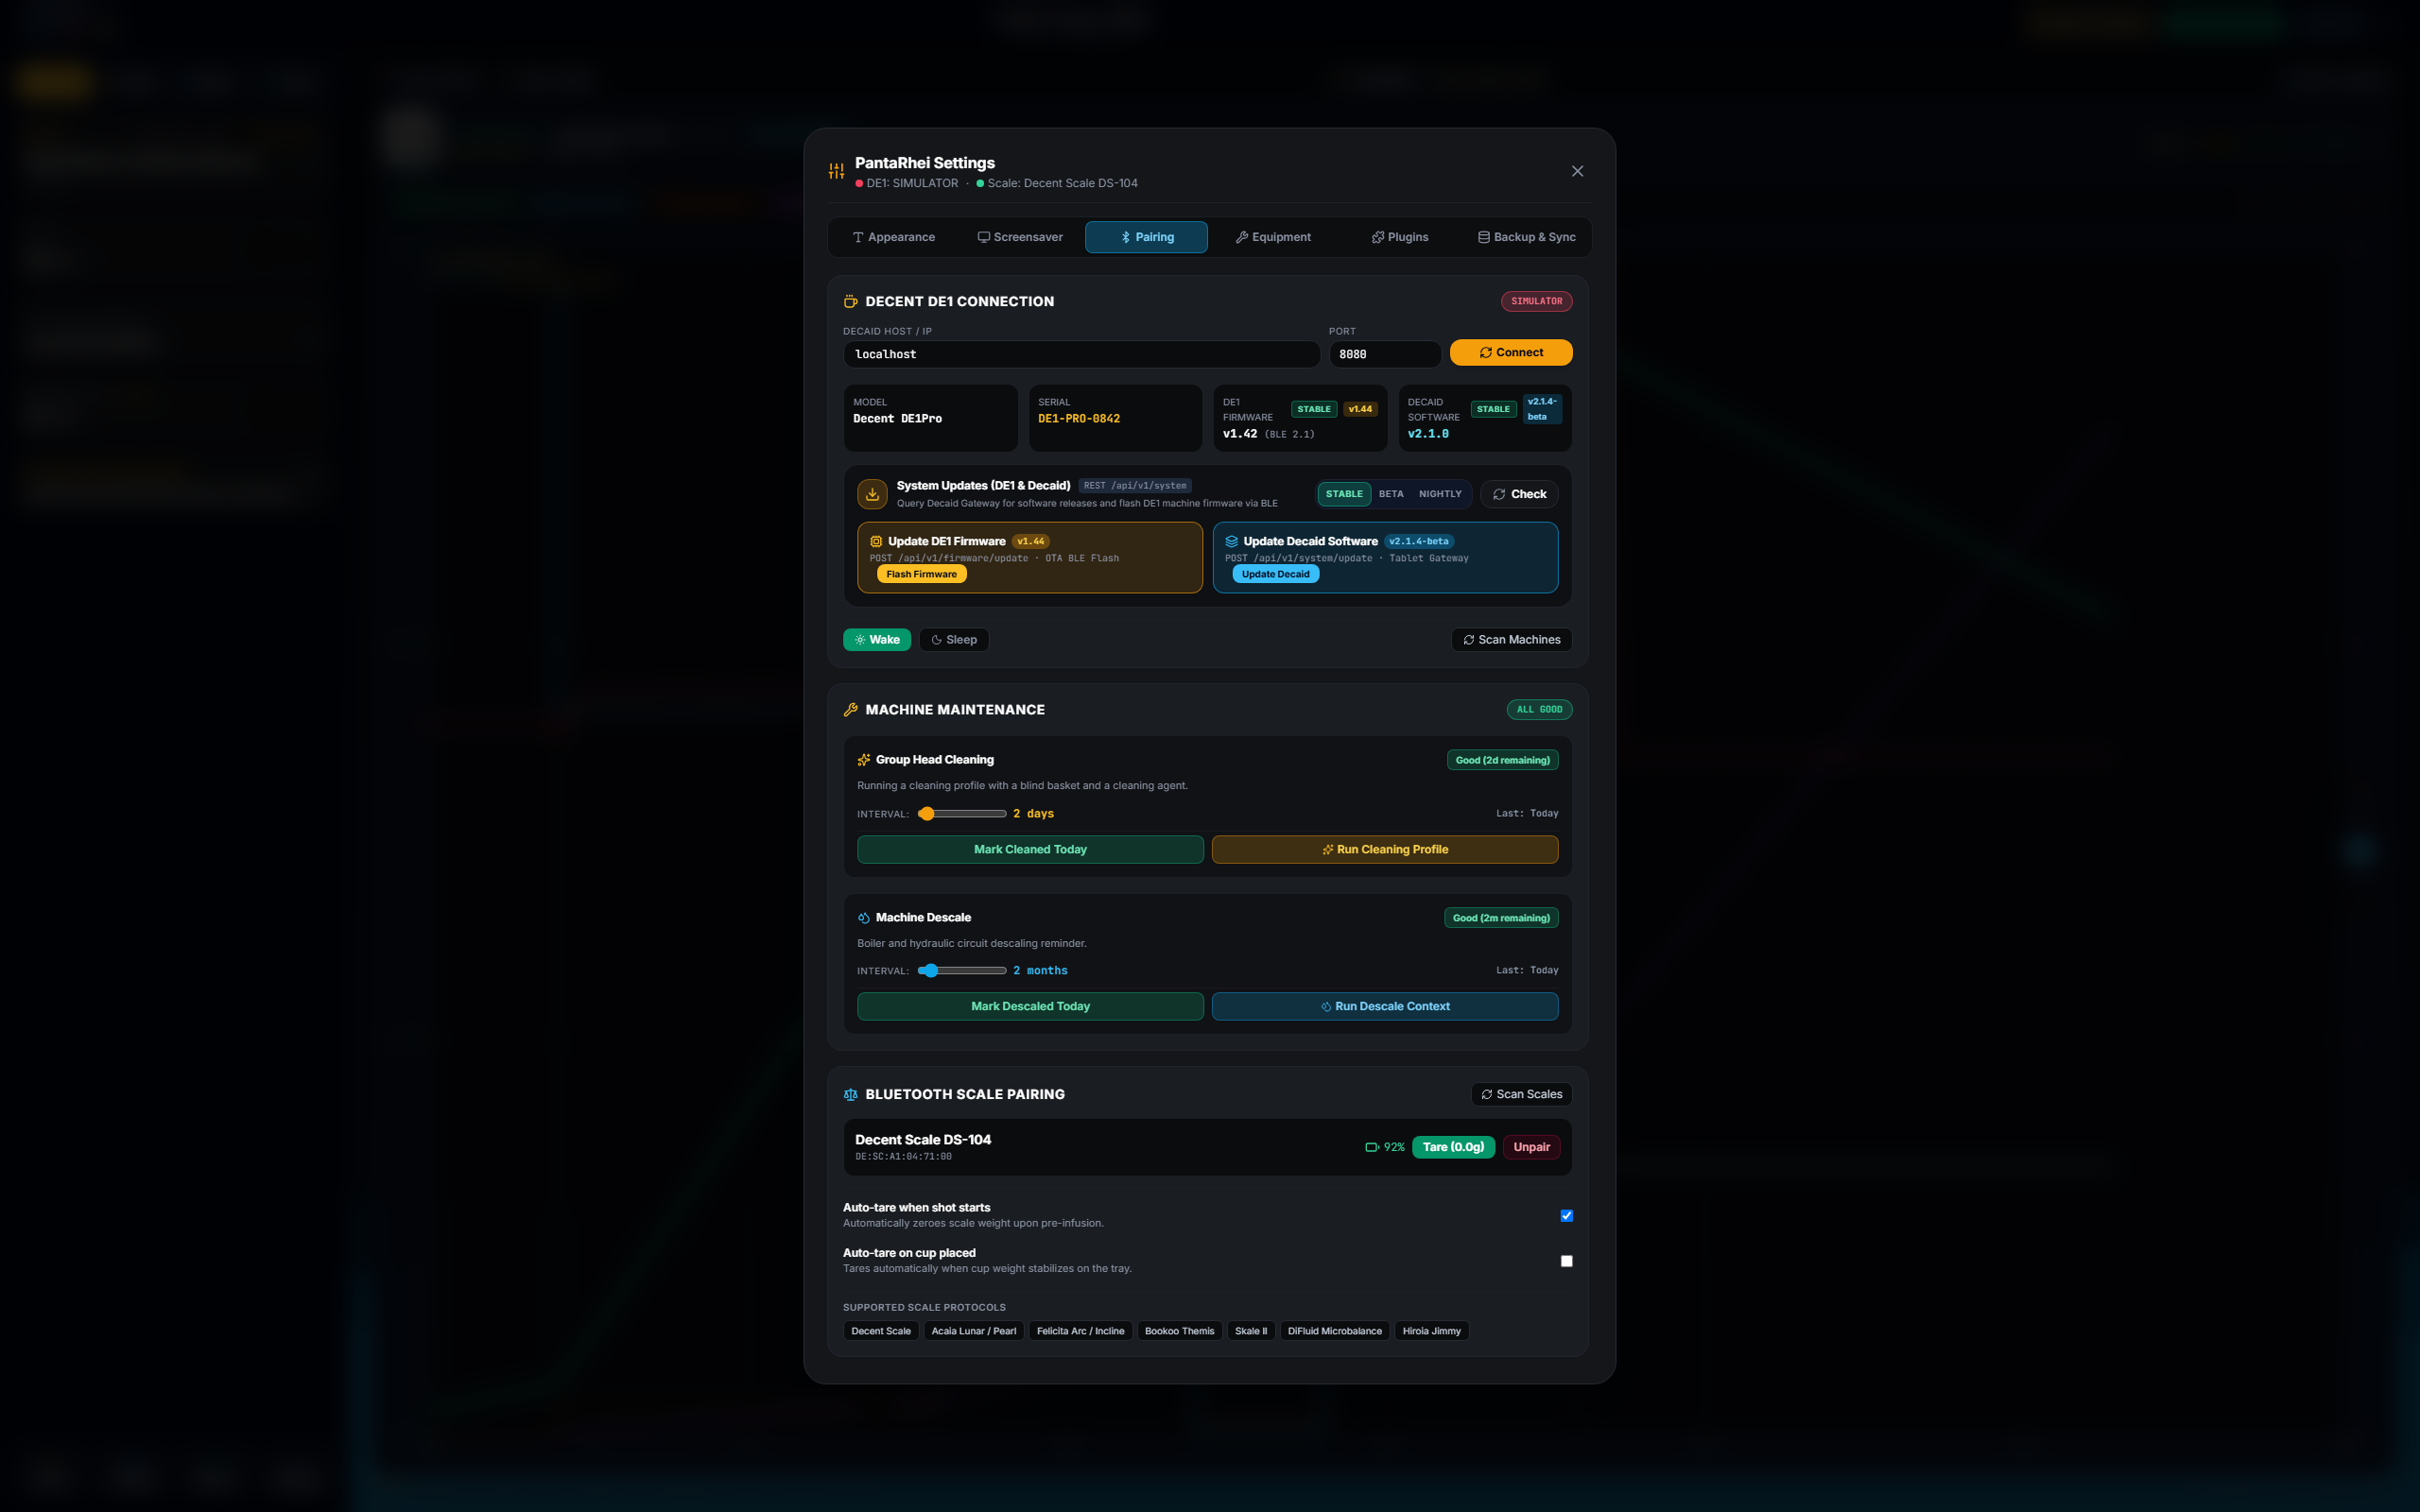 PantaRhei Settings
DE1: SIMULATOR · Scale: Decent Scale DS-104
Appearance Screensaver Pairing Equipment Plugins Backup & Sync
DECENT DE1 CONNECTION SIMULATOR
DECAID HOST / IP PORT
localhost 8080 Connect
MODEL
Decent DE1Pro
SERIAL
DE1-PRO-0842
DE1 FIRMWARE STABLE v1.44
v1.42 (BLE 2.1)
DECAID SOFTWARE STABLE v2.1.4-beta
v2.1.0
System Updates (DE1 & Decaid) REST /api/v1/system
Query Decaid Gateway for software releases and flash DE1 machine firmware via BLE
STABLE BETA NIGHTLY Check
Update DE1 Firmware v1.44
POST /api/v1/firmware/update · OTA BLE Flash
Flash Firmware
Update Decaid Software v2.1.4-beta
POST /api/v1/system/update · Tablet Gateway
Update Decaid
Wake Sleep Scan Machines
MACHINE MAINTENANCE ALL GOOD
Group Head Cleaning Good (2d remaining)
Running a cleaning profile with a blind basket and a cleaning agent.
INTERVAL: 2 days Last: Today
Mark Cleaned Today Run Cleaning Profile
Machine Descale Good (2m remaining)
Boiler and hydraulic circuit descaling reminder.
INTERVAL: 2 months Last: Today
Mark Descaled Today Run Descale Context
BLUETOOTH SCALE PAIRING Scan Scales
Decent Scale DS-104 92% Tare (0.0g) Unpair
DE:SC:A1:04:71:00
Auto-tare when shot starts
Automatically zeroes scale weight upon pre-infusion.
Auto-tare on cup placed
Tares automatically when cup weight stabilizes on the tray.
SUPPORTED SCALE PROTOCOLS
Decent Scale Acaia Lunar / Pearl Felicita Arc / Incline Bookoo Themis Skale II DiFluid Microbalance Hiroia Jimmy